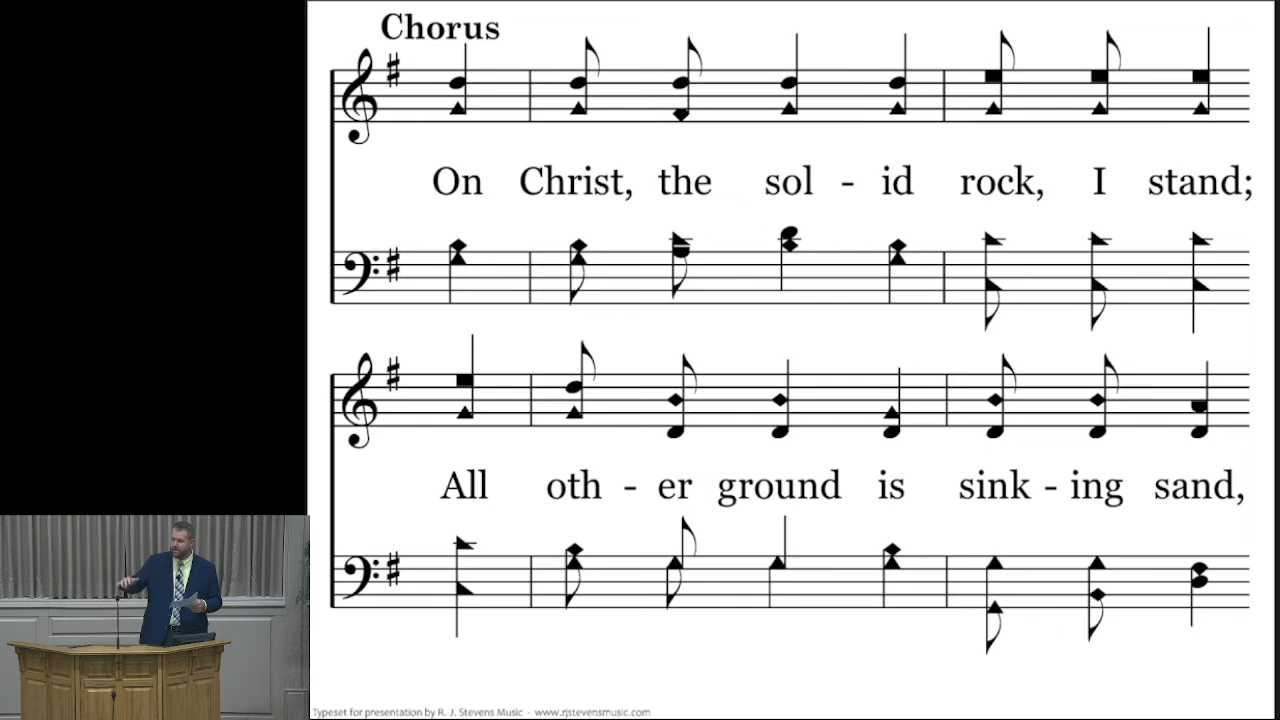 Chorus
On Christ, the sol - id rock, I stand;
All oth - er ground is sink - ing sand,
Typeset for presentation by R. J. Stevens Music - www.rjstevensmusic.com